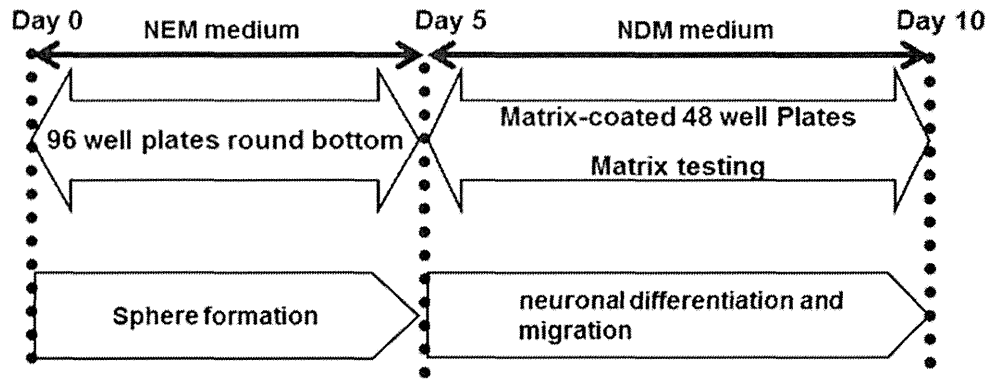 Day 0
NEM medium
Day 5
NDM medium
Day 10
96 well plates round bottom
Matrix-coated 48 well Plates
Matrix testing
Sphere formation
neuronal differentiation and
migration